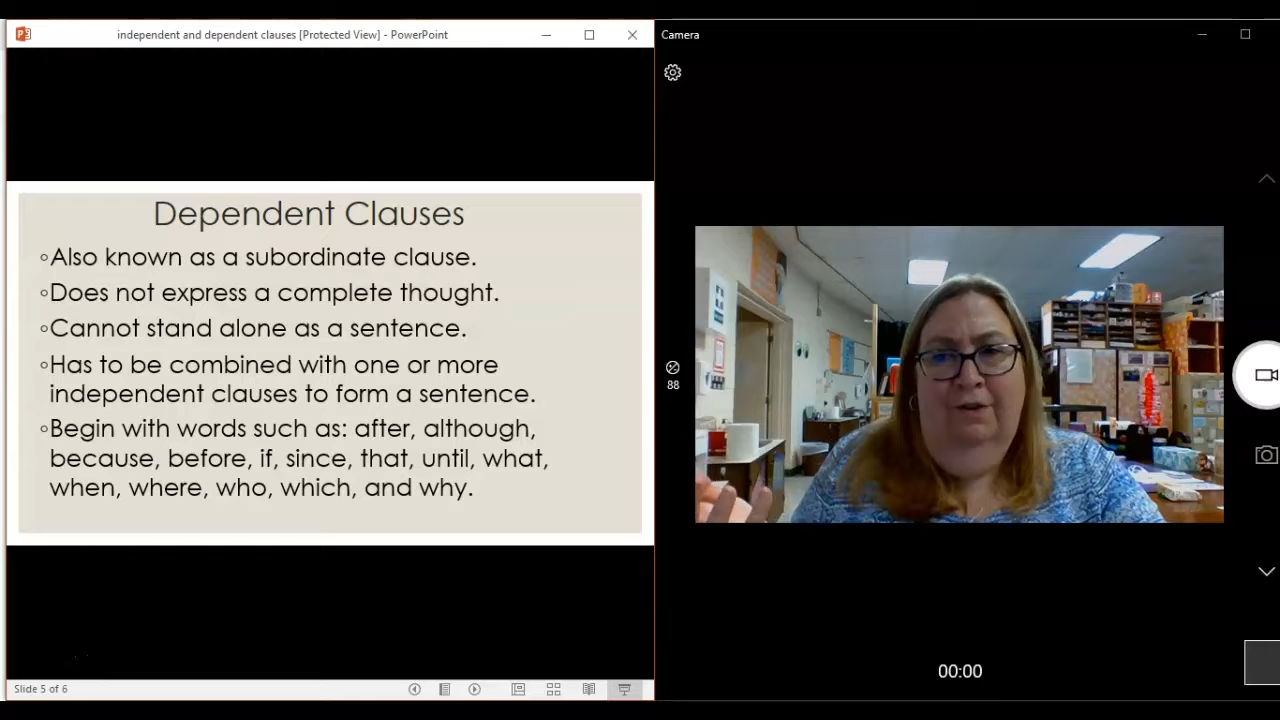 independent and dependent clauses [Protected View] - PowerPoint
Camera
Dependent Clauses
◦Also known as a subordinate clause.
◦Does not express a complete thought.
◦Cannot stand alone as a sentence.
◦Has to be combined with one or more
independent clauses to form a sentence.
◦Begin with words such as: after, although,
because, before, if, since, that, until, what,
when, where, who, which, and why.
88
00:00
Slide 5 of 6